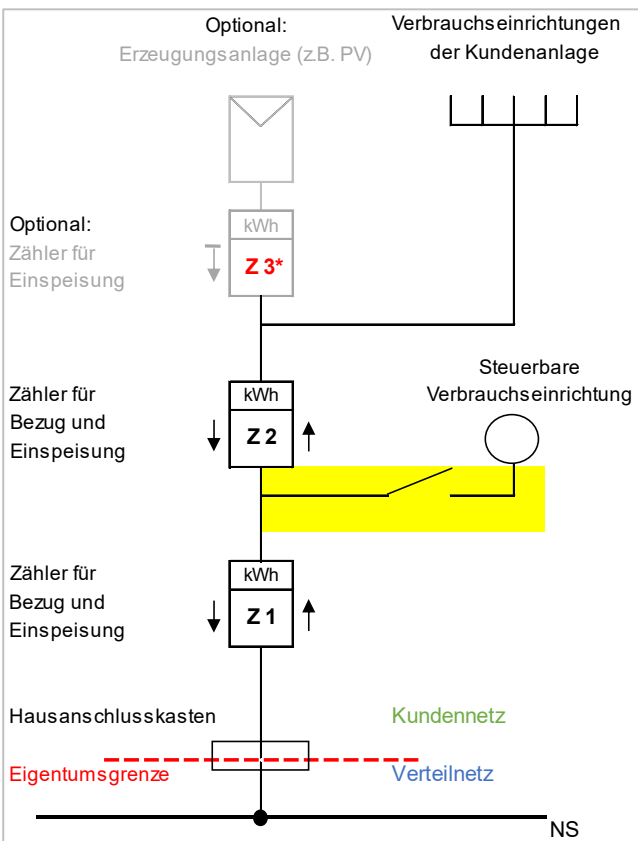 Optional:
Erzeugungsanlage (z.B. PV)
Verbrauchseinrichtungen
der Kundenanlage
Optional:
Zähler für
Einspeisung
kWh
Z 3*
Zähler für
Bezug und
Einspeisung
kWh
Z 2
Steuerbare
Verbrauchseinrichtung
Zähler für
Bezug und
Einspeisung
kWh
Z 1
Hausanschlusskasten
Kundennetz
Eigentumsgrenze
Verteilnetz
NS